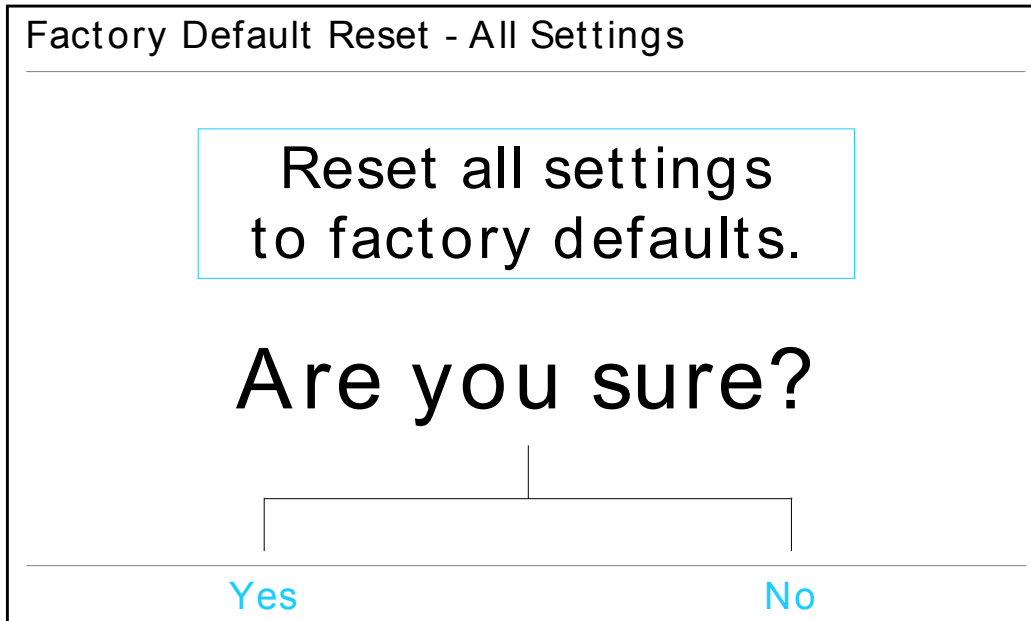 Factory Default Reset - All Settings
Reset all settings
to factory defaults.
Are you sure?
Yes No